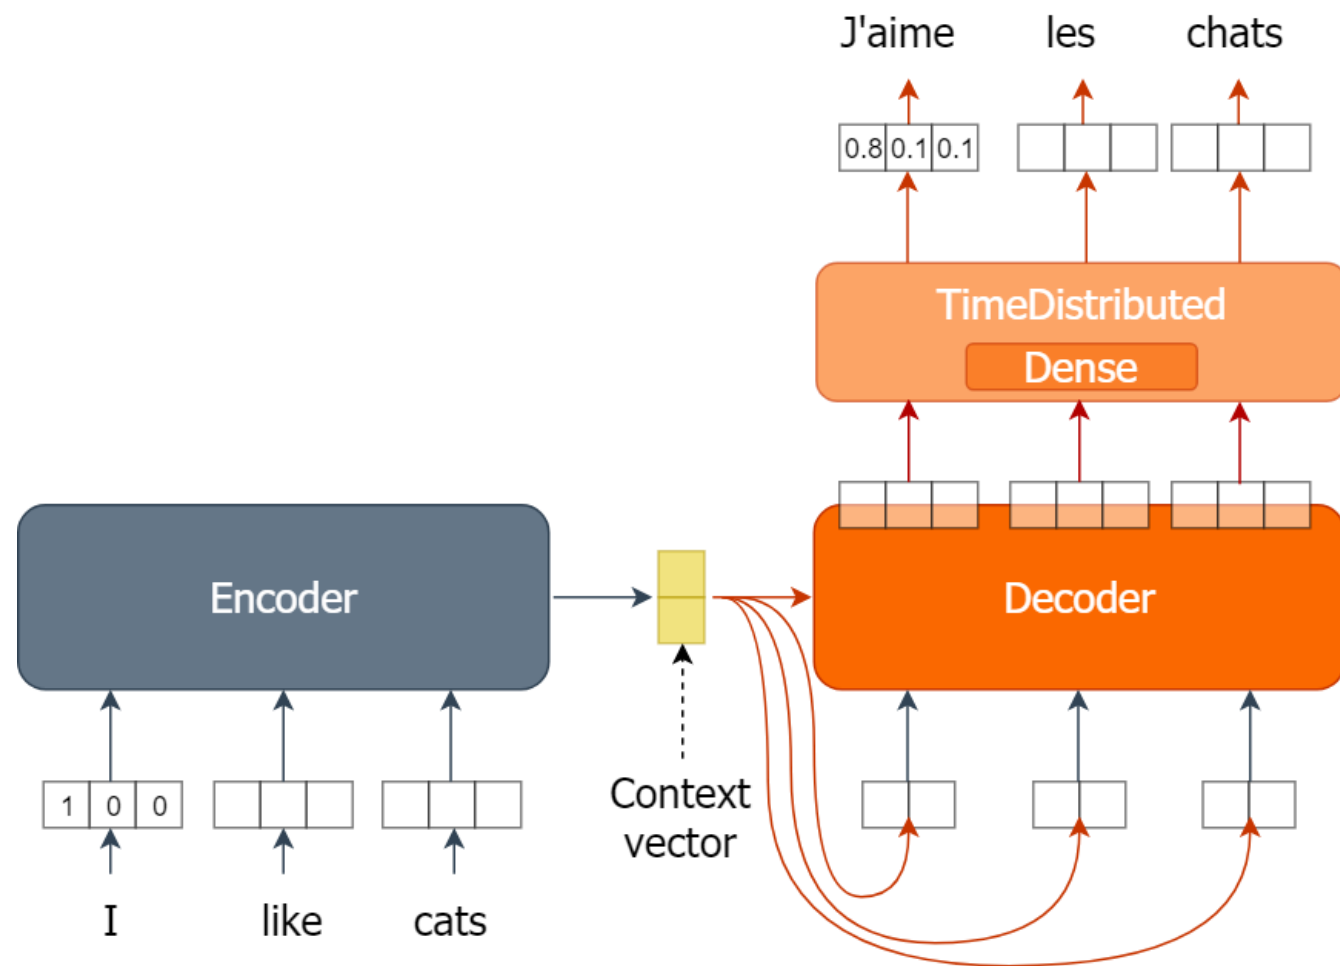 J'aime les chats
0.8 0.1 0.1
TimeDistributed
Dense
Encoder
Decoder
1 0 0
Context
vector
I like cats